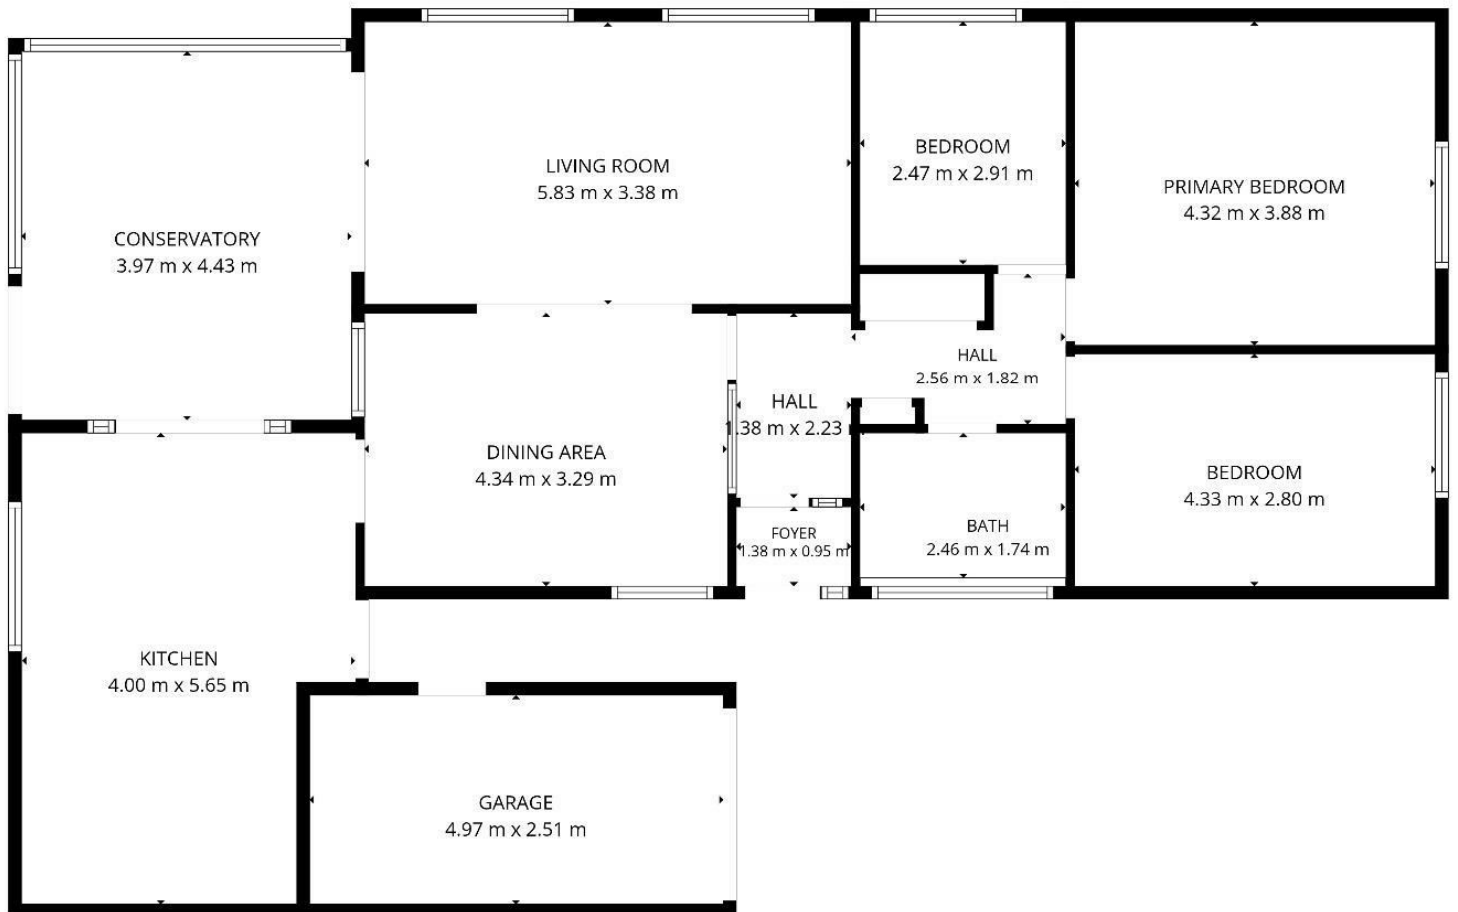 LIVING ROOM
5.83 m x 3.38 m
BEDROOM
2.47 m x 2.91 m
PRIMARY BEDROOM
4.32 m x 3.88 m
CONSERVATORY
3.97 m x 4.43 m
HALL
2.56 m x 1.82 m
HALL
1.38 m x 2.23
DINING AREA
4.34 m x 3.29 m
BEDROOM
4.33 m x 2.80 m
FOYER
1.38 m x 0.95 m
BATH
2.46 m x 1.74 m
KITCHEN
4.00 m x 5.65 m
GARAGE
4.97 m x 2.51 m